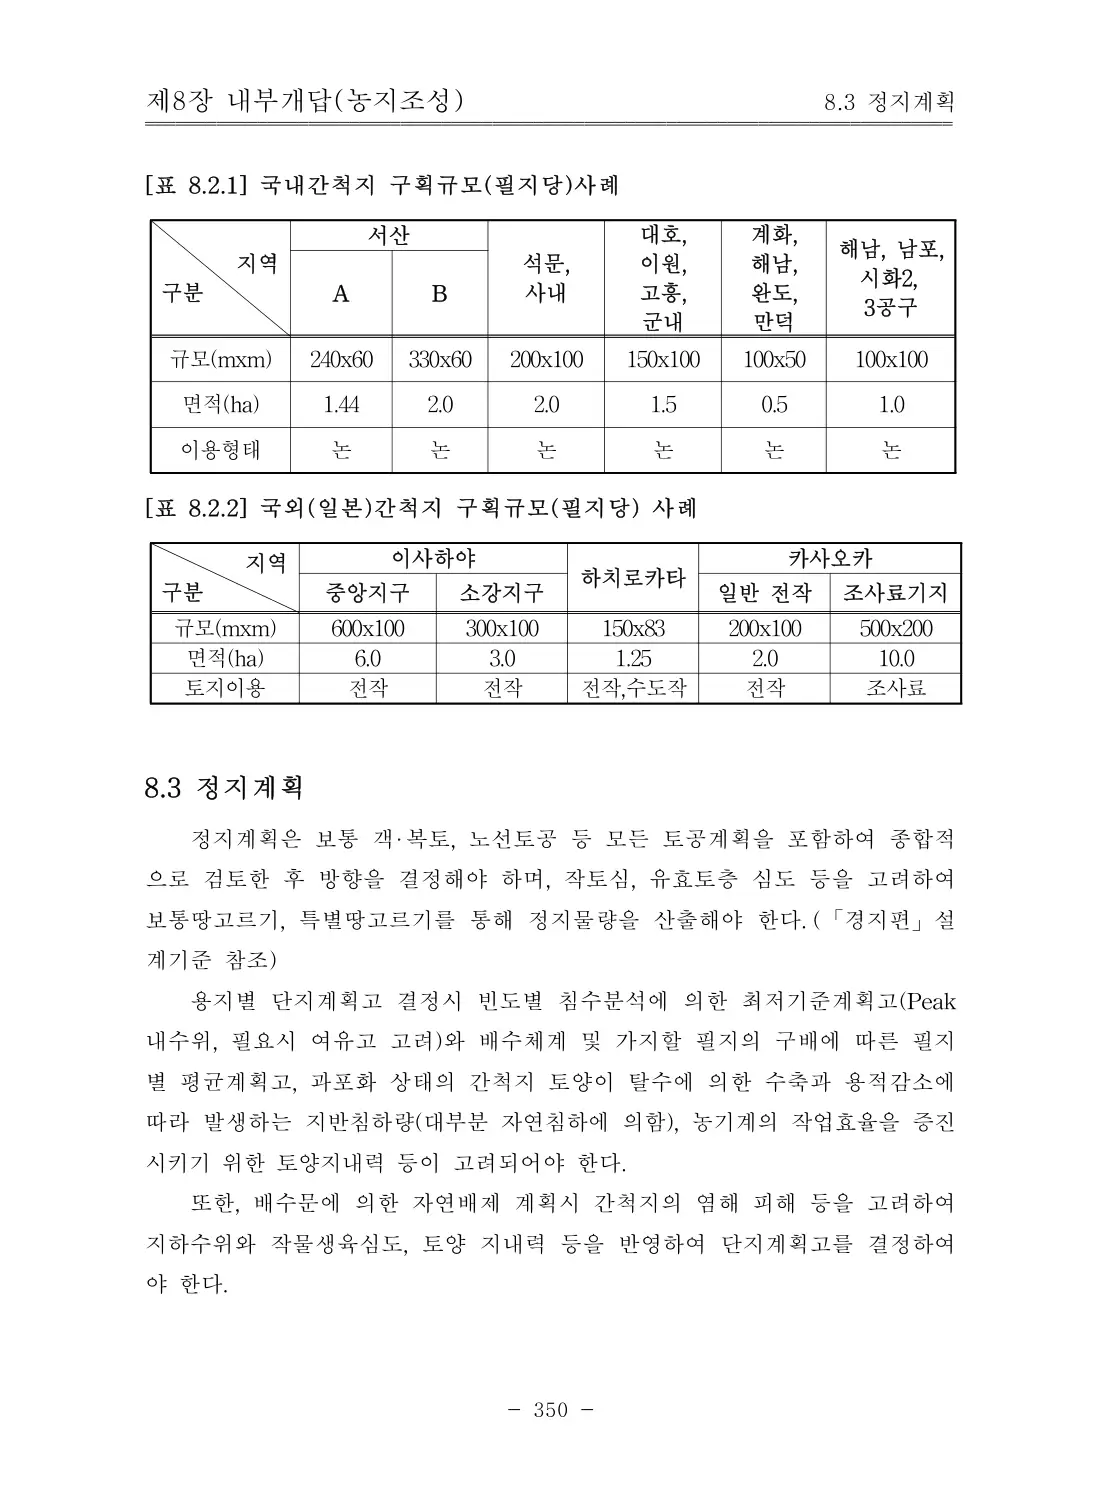 제8장 내부개답(농지조성) 8.3 정지계획
[표 8.2.1] 국내간척지 구획규모(필지당)사례
지역 구분 서산 석문, 사내 대호, 이원, 고흥, 군내 계화, 해남, 완도, 만덕 해남, 남포, 시화2, 3공구
A B
규모(mxm) 240x60 330x60 200x100 150x100 100x50 100x100
면적(ha) 1.44 2.0 2.0 1.5 0.5 1.0
이용형태 논 논 논 논 논 논
[표 8.2.2] 국외(일본)간척지 구획규모(필지당) 사례
지역 구분 이사하야 하치로카타 카사오카
중앙지구 소강지구 일반 전작 조사료기지
규모(mxm) 600x100 300x100 150x83 200x100 500x200
면적(ha) 6.0 3.0 1.25 2.0 10.0
토지이용 전작 전작 전작,수도작 전작 조사료
8.3 정지계획
정지계획은 보통 객·복토, 노선토공 등 모든 토공계획을 포함하여 종합적
으로 검토한 후 방향을 결정해야 하며, 작토심, 유효토층 심도 등을 고려하여
보통땅고르기, 특별땅고르기를 통해 정지물량을 산출해야 한다.(「경지편」설
계기준 참조)
용지별 단지계획고 결정시 빈도별 침수분석에 의한 최저기준계획고(Peak
내수위, 필요시 여유고 고려)와 배수체계 및 가지할 필지의 구배에 따른 필지
별 평균계획고, 과포화 상태의 간척지 토양이 탈수에 의한 수축과 용적감소에
따라 발생하는 지반침하량(대부분 자연침하에 의함), 농기계의 작업효율을 증진
시키기 위한 토양지내력 등이 고려되어야 한다.
또한, 배수문에 의한 자연배제 계획시 간척지의 염해 피해 등을 고려하여
지하수위와 작물생육심도, 토양 지내력 등을 반영하여 단지계획고를 결정하여
야 한다.
- 350 -